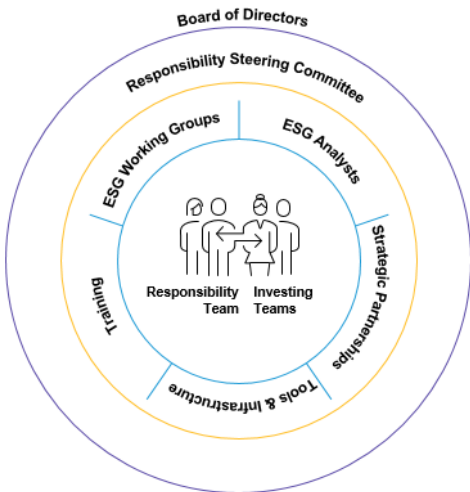 Board of Directors
Responsibility Steering Committee
ESG Working Groups
ESG Analysts
Strategic Partnerships
Tools & Infrastructure
Training
Responsibility
Team
Investing
Teams